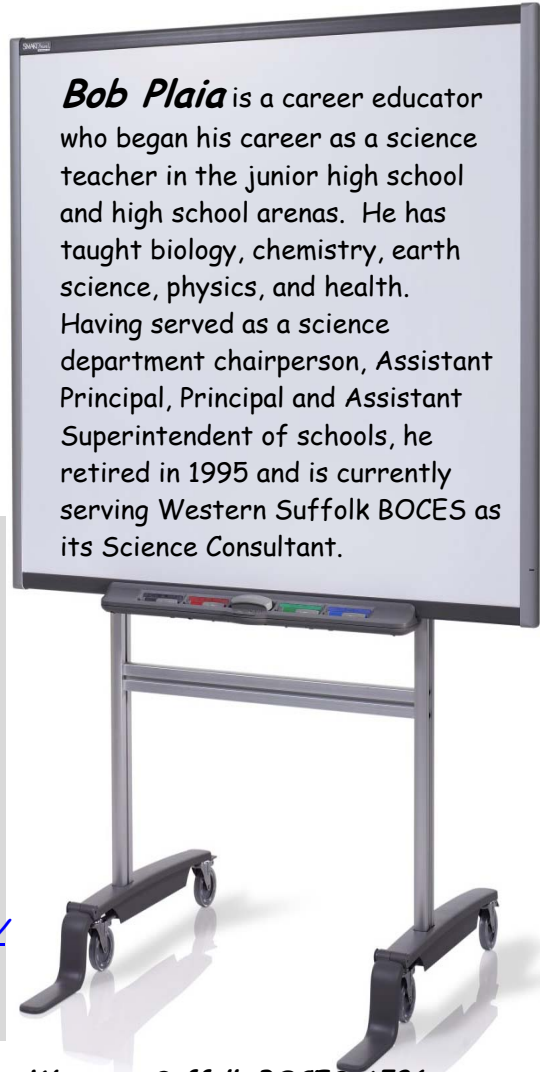 Bob Plaia is a career educator
who began his career as a science
teacher in the junior high school
and high school arenas. He has
taught biology, chemistry, earth
science, physics, and health.
Having served as a science
department chairperson, Assistant
Principal, Principal and Assistant
Superintendent of schools, he
retired in 1995 and is currently
serving Western Suffolk BOCES as
its Science Consultant.